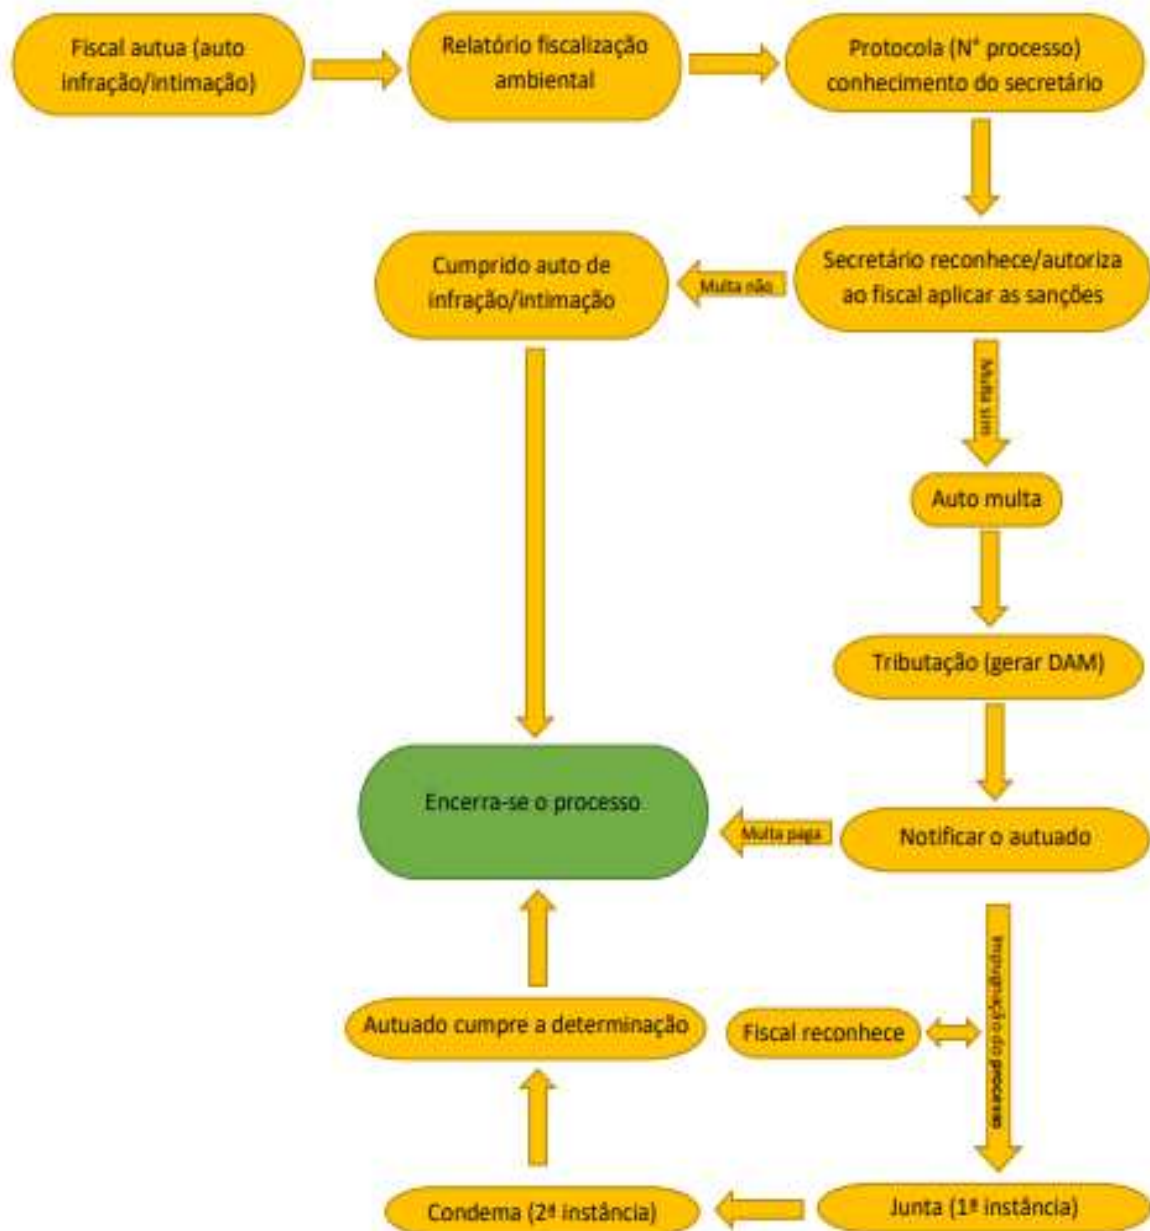 Fiscal autua (auto
infração/intimação)
Relatório fiscalização
ambiental
Protocola (N° processo)
conhecimento do secretário
Cumprido auto de
infração/intimação
Multa não
Secretário reconhece/autoriza
ao fiscal aplicar as sanções
Multa sim
Auto multa
Tributação (gerar DAM)
Encerra-se o processo
Multa paga
Notificar o autuado
Impugnação do processo
Autuado cumpre a determinação
Fiscal reconhece
Condema (2ª instância)
Junta (1ª instância)